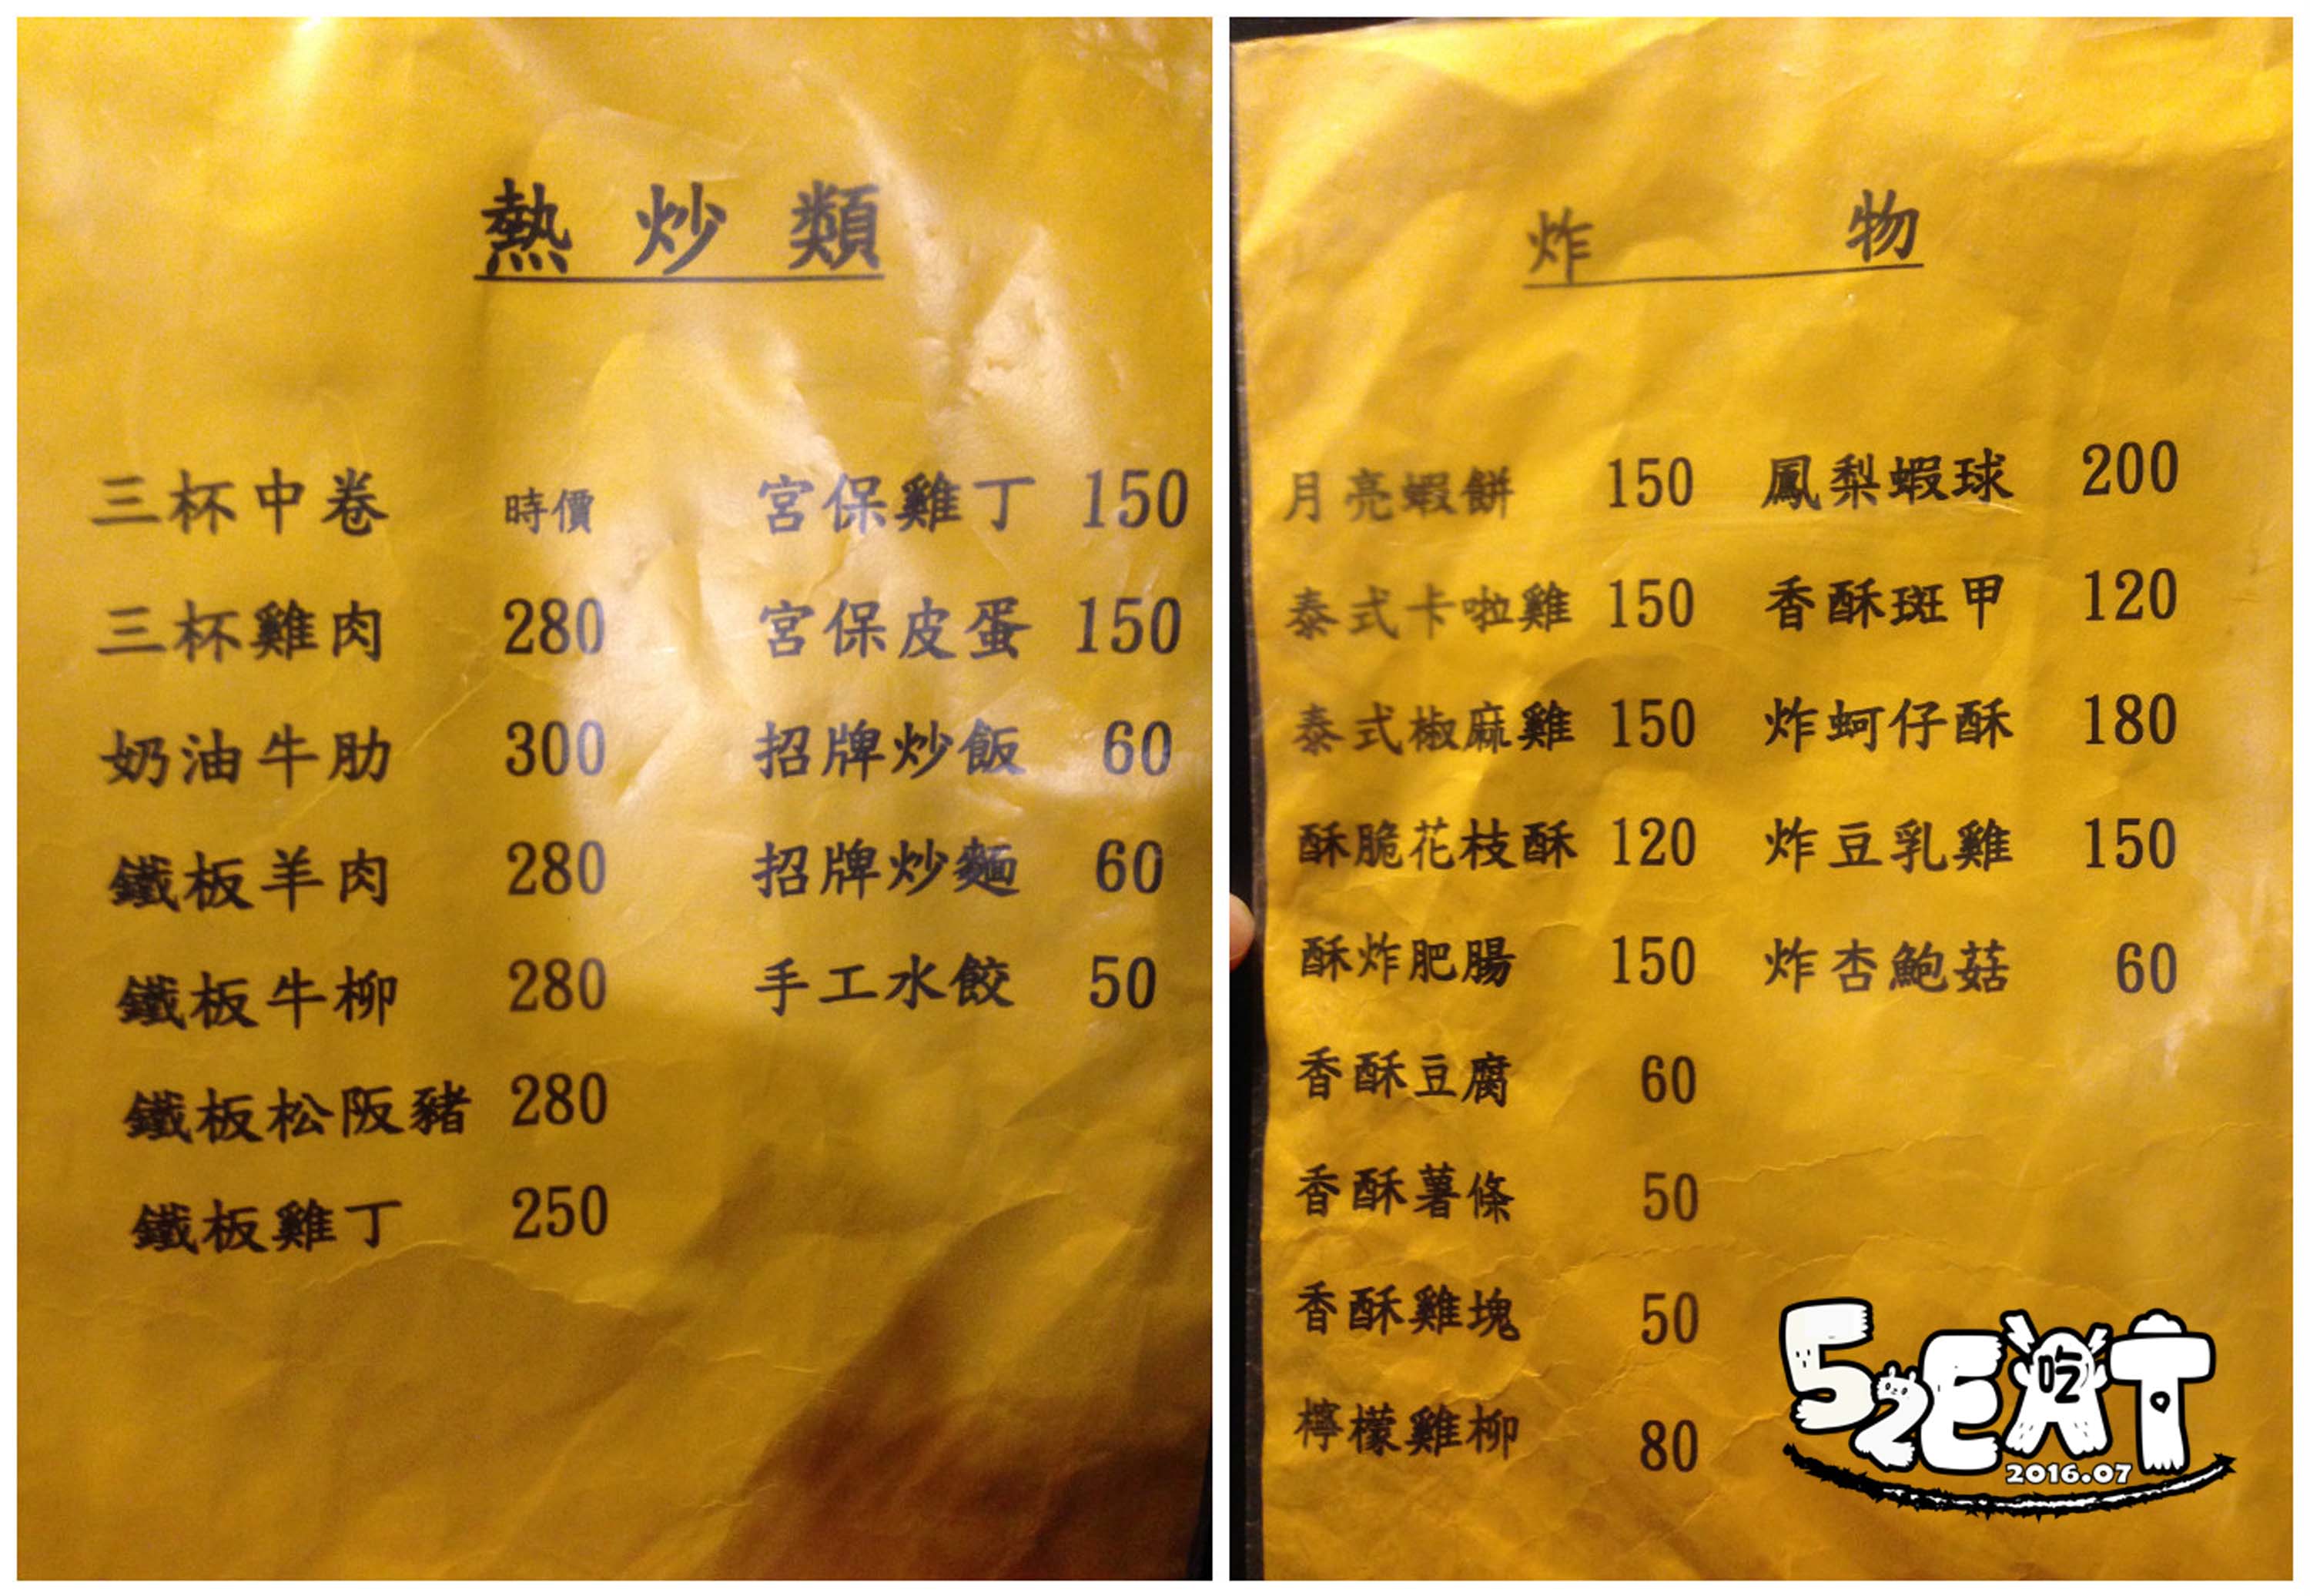 熱炒類
三杯中卷 時價
三杯雞肉 280
奶油牛肋 300
鐵板羊肉 280
鐵板牛柳 280
鐵板松阪豬 280
鐵板雞丁 250
宮保雞丁 150
宮保皮蛋 150
招牌炒飯 60
招牌炒麵 60
手工水餃 50
炸物
月亮蝦餅 150
泰式卡啦雞 150
泰式椒麻雞 150
酥脆花枝酥 120
酥炸肥腸 150
香酥豆腐 60
香酥薯條 50
香酥雞塊 50
檸檬雞柳 80
鳳梨蝦球 200
香酥斑甲 120
炸蚵仔酥 180
炸豆乳雞 150
炸杏鮑菇 60
52EAT
吃
2016.07